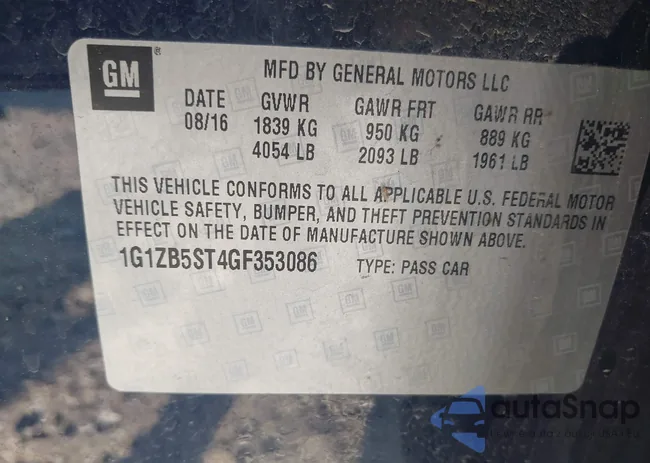 GM
®
MFD BY GENERAL MOTORS LLC
DATE GVWR GAWR FRT GAWR RR
08/16 1839 KG 950 KG 889 KG
4054 LB 2093 LB 1961 LB
THIS VEHICLE CONFORMS TO ALL APPLICABLE U.S. FEDERAL MOTOR
VEHICLE SAFETY, BUMPER, AND THEFT PREVENTION STANDARDS IN
EFFECT ON THE DATE OF MANUFACTURE SHOWN ABOVE.
1G1ZB5ST4GF353086 TYPE: PASS CAR
autoSnap